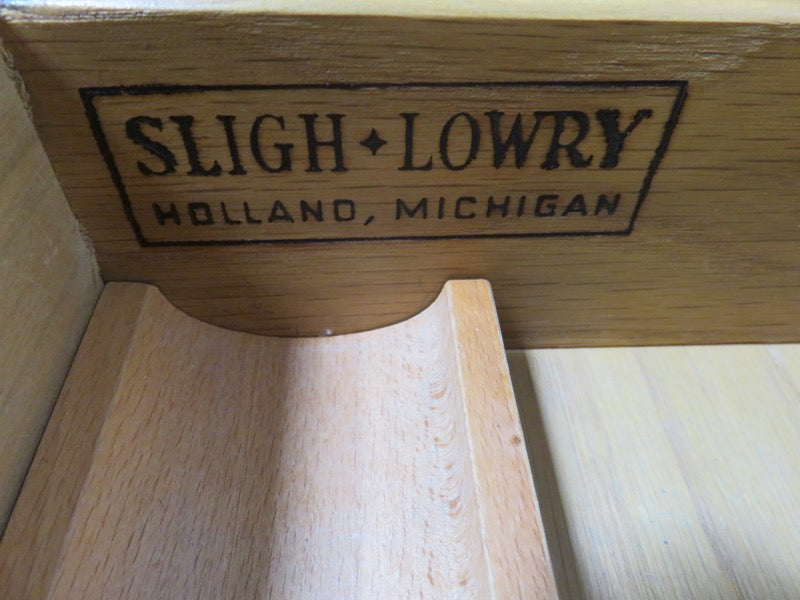 SLIGH ✦ LOWRY
HOLLAND, MICHIGAN